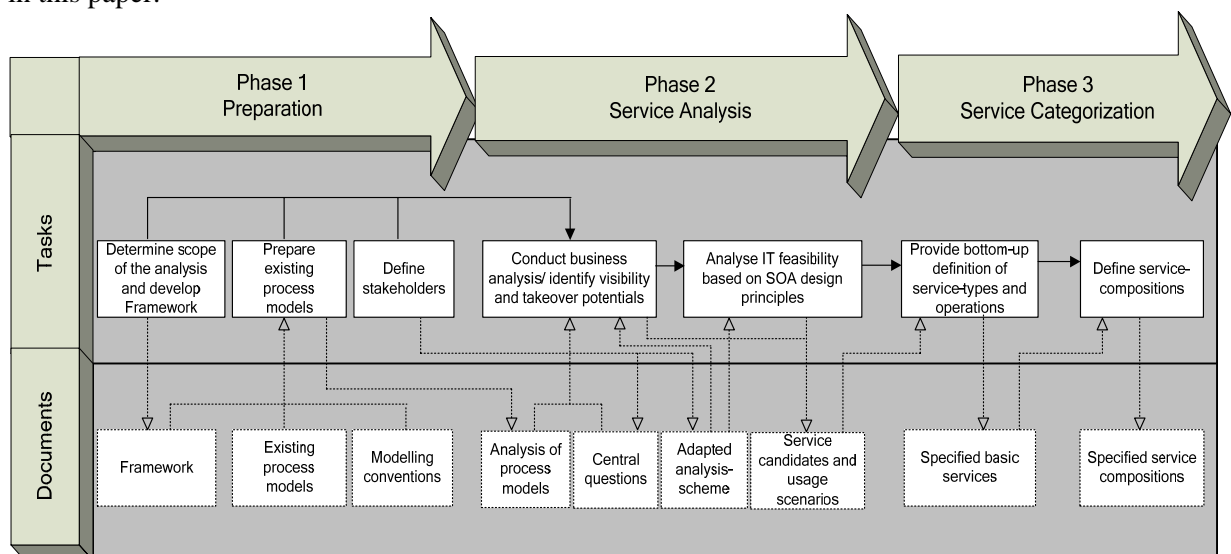 in this paper.
Phase 1
Preparation
Phase 2
Service Analysis
Phase 3
Service Categorization
Tasks
Determine scope
of the analysis
and develop
Framework
Prepare
existing
process
models
Define
stakeholders
Conduct business
analysis/ identify visibility
and takeover potentials
Analyse IT feasibility
based on SOA design
principles
Provide bottom-up
definition of
service-types and
operations
Define service-
compositions
Documents
Framework
Existing
process
models
Modelling
conventions
Analysis of
process
models
Central
questions
Adapted
analysis-
scheme
Service
candidates and
usage
scenarios
Specified basic
services
Specified service
compositions